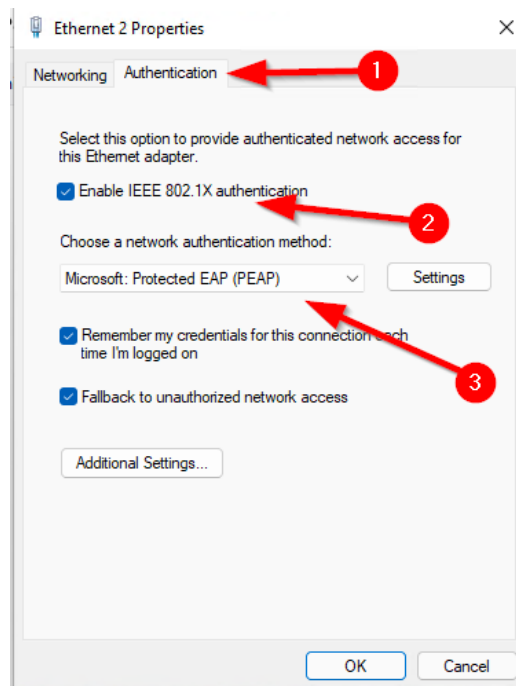 Ethernet 2 Properties
Networking
Authentication
1
Select this option to provide authenticated network access for
this Ethernet adapter.
Enable IEEE 802.1X authentication
2
Choose a network authentication method:
Microsoft: Protected EAP (PEAP)
Settings
Remember my credentials for this connection each
time I'm logged on
3
Fallback to unauthorized network access
Additional Settings...
OK
Cancel